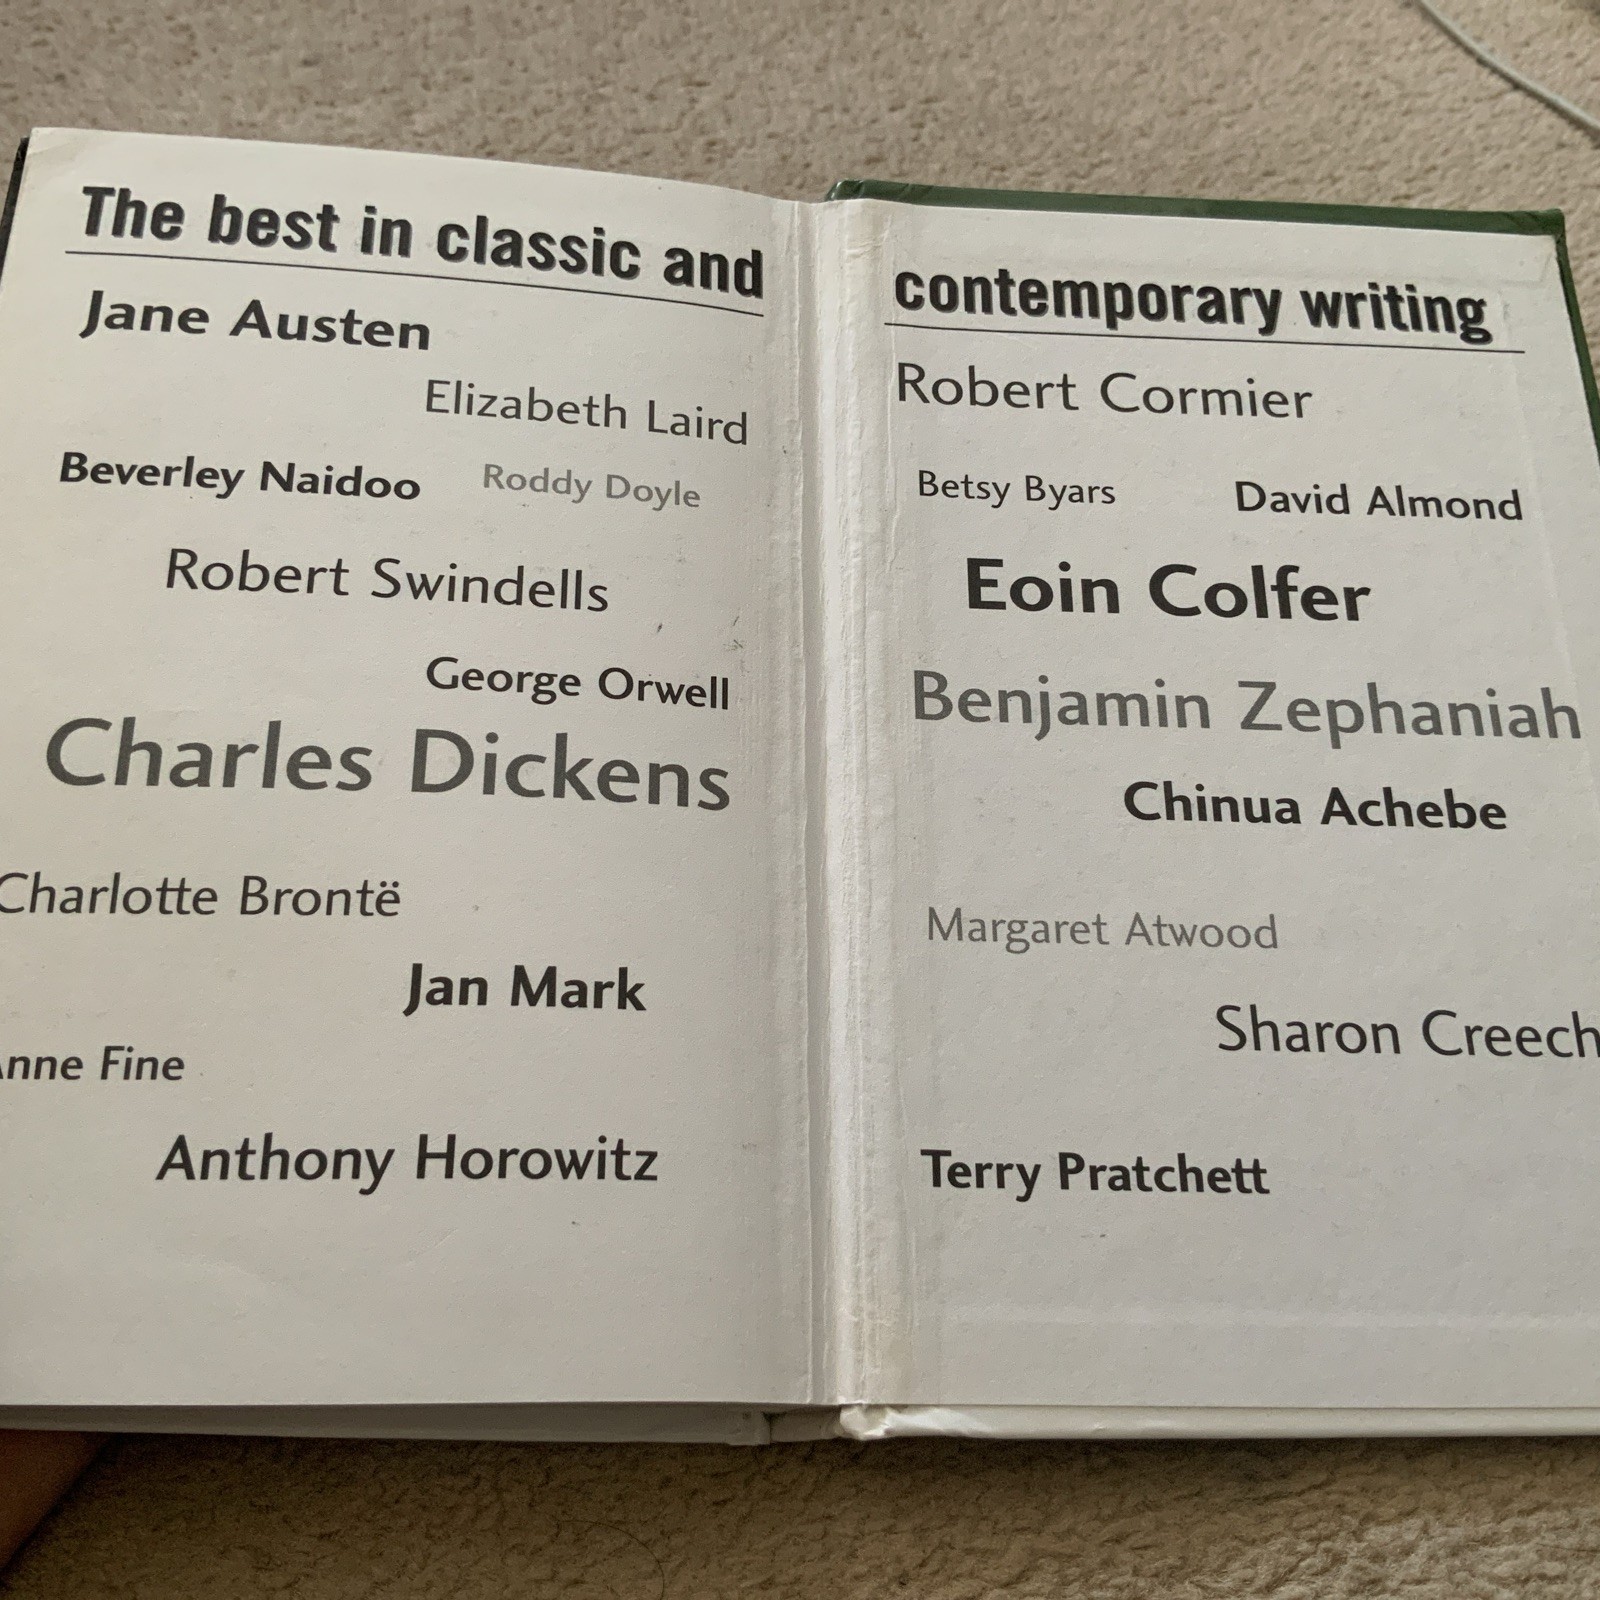 The best in classic and
Jane Austen
Elizabeth Laird
Beverley Naidoo Roddy Doyle
Robert Swindells
George Orwell
Charles Dickens
Charlotte Brontë
Jan Mark
Anne Fine
Anthony Horowitz
contemporary writing
Robert Cormier
Betsy Byars David Almond
Eoin Colfer
Benjamin Zephaniah
Chinua Achebe
Margaret Atwood
Sharon Creech
Terry Pratchett